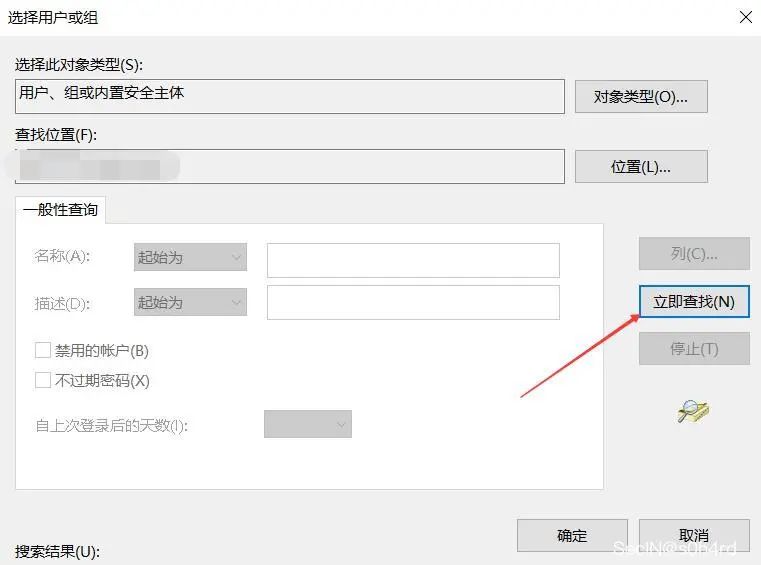 选择用户或组
选择此对象类型(S):
用户、组或内置安全主体
对象类型(O)...
查找位置(F):
位置(L)...
一般性查询
名称(A):
起始为
列(C)...
描述(D):
起始为
立即查找(N)
停止(T)
禁用的帐户(B)
不过期密码(X)
自上次登录后的天数(I):
确定
取消
搜索结果(U):
SecIN@s0h4rd